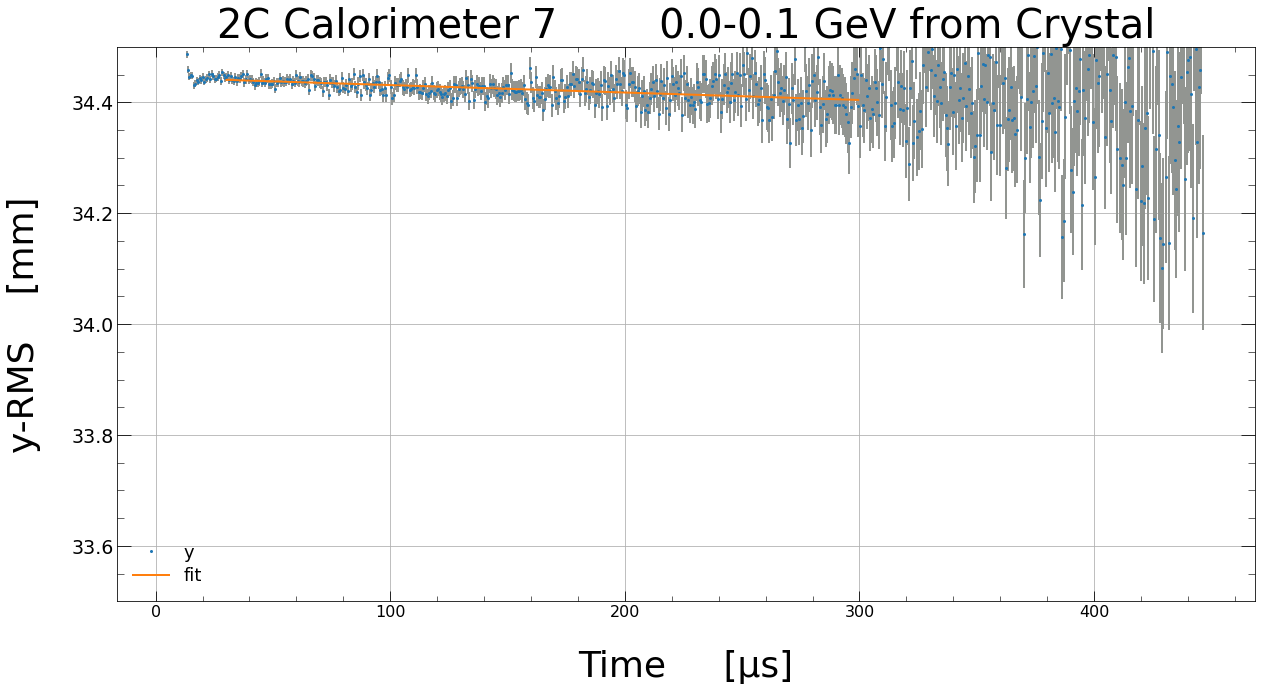 2C Calorimeter 7 0.0-0.1 GeV from Crystal
y-RMS [mm]
34.4
34.2
34.0
33.8
33.6
y
fit
0 100 200 300 400
Time [μs]